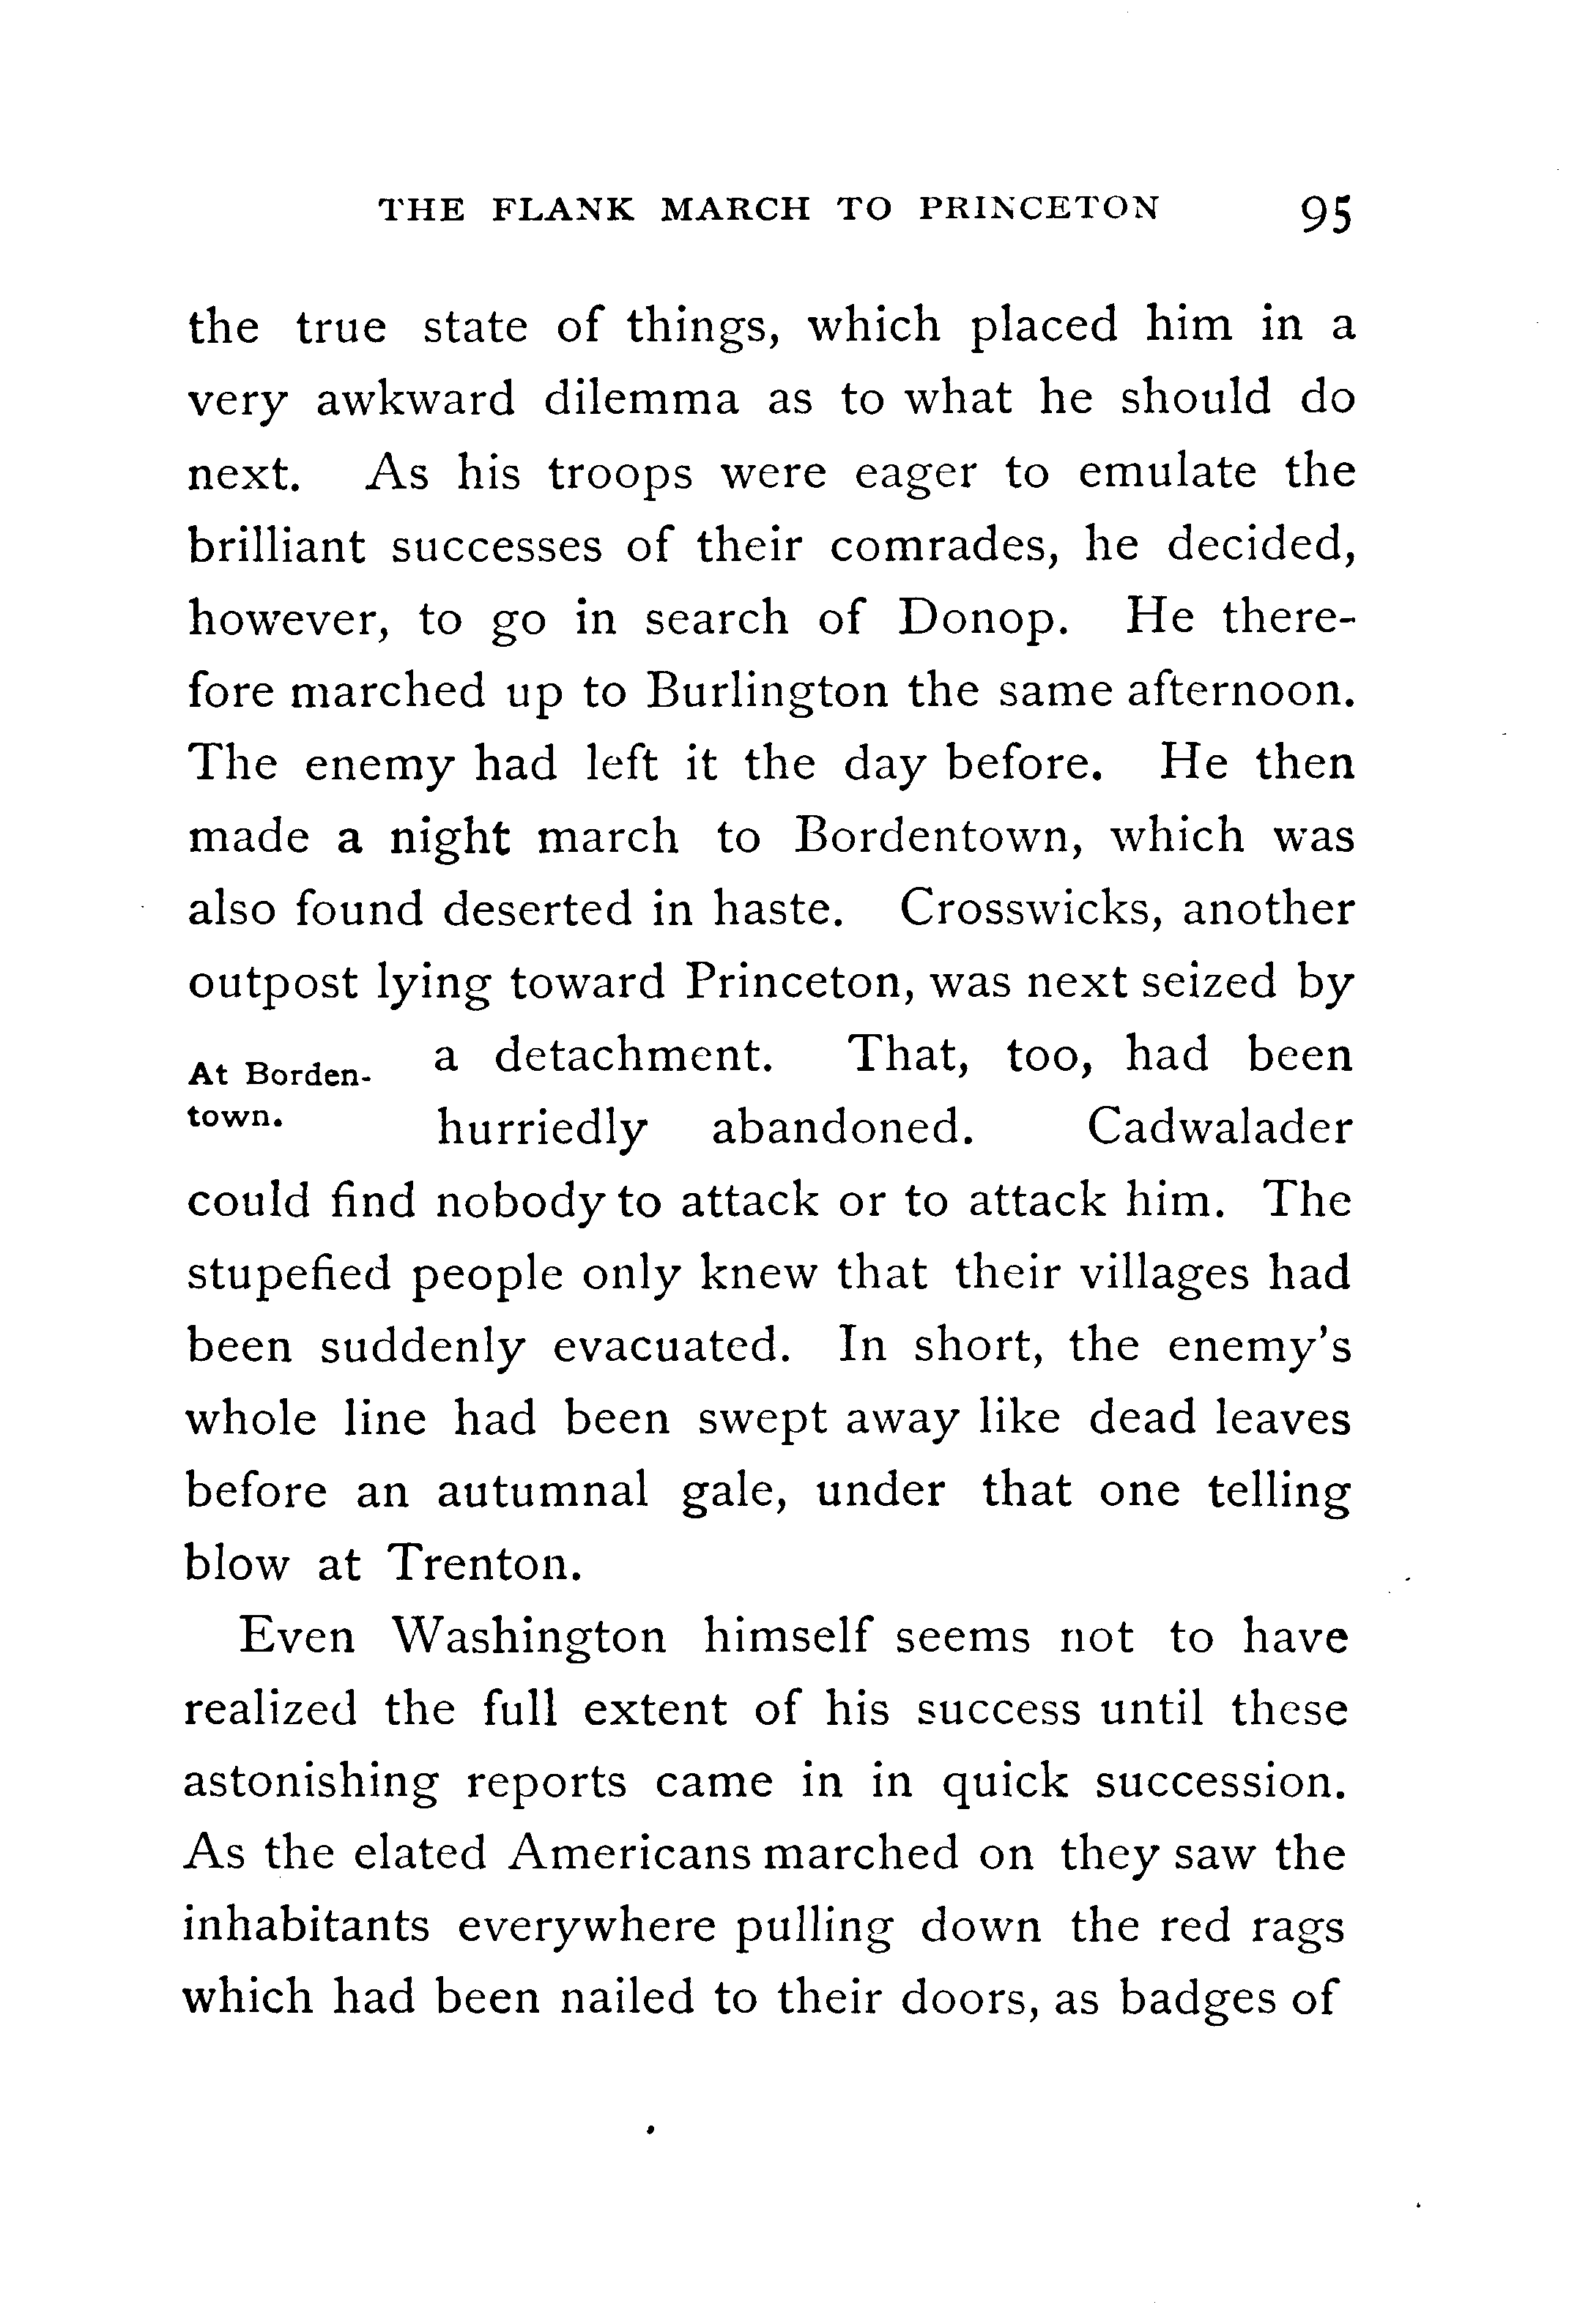 THE FLANK MARCH TO PRINCETON 95
the true state of things, which placed him in a
very awkward dilemma as to what he should do
next. As his troops were eager to emulate the
brilliant successes of their comrades, he decided,
however, to go in search of Donop. He there-
fore marched up to Burlington the same afternoon.
The enemy had left it the day before. He then
made a night march to Bordentown, which was
also found deserted in haste. Crosswicks, another
outpost lying toward Princeton, was next seized by
At Borden-
town.
a detachment. That, too, had been
hurriedly abandoned. Cadwalader
could find nobody to attack or to attack him. The
stupefied people only knew that their villages had
been suddenly evacuated. In short, the enemy's
whole line had been swept away like dead leaves
before an autumnal gale, under that one telling
blow at Trenton.
Even Washington himself seems not to have
realized the full extent of his success until these
astonishing reports came in in quick succession.
As the elated Americans marched on they saw the
inhabitants everywhere pulling down the red rags
which had been nailed to their doors, as badges of